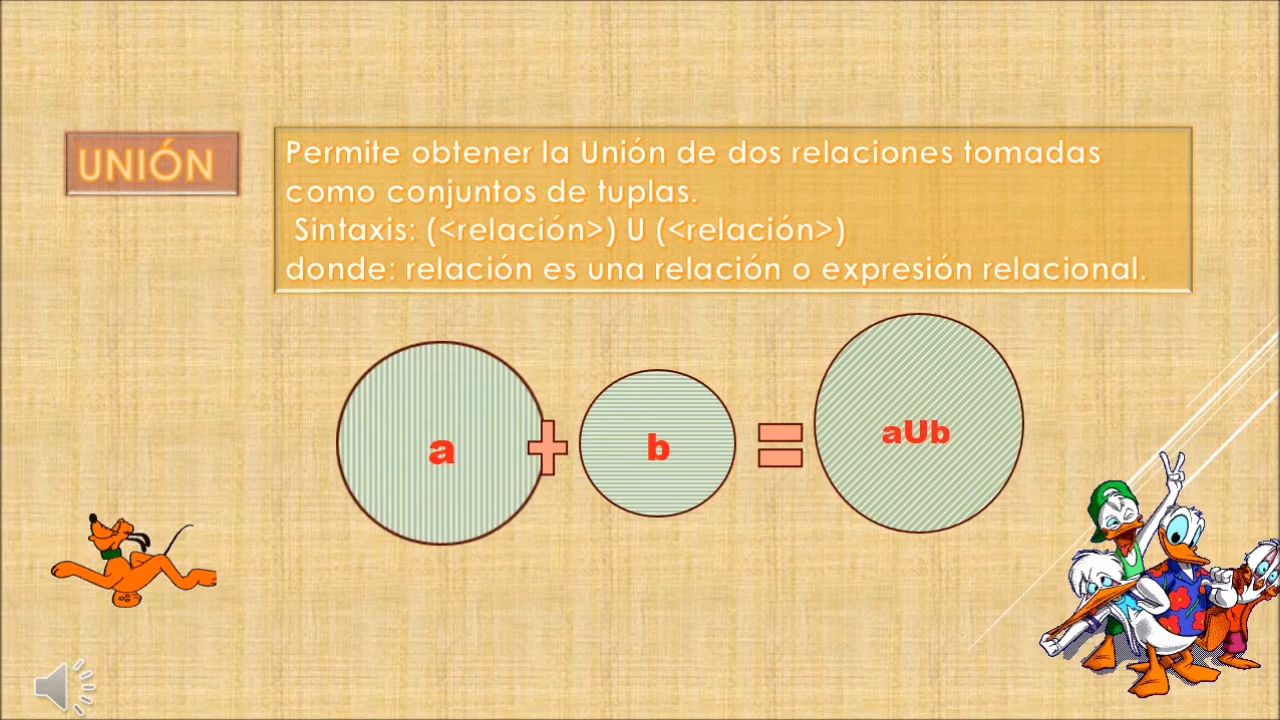 UNIÓN
Permite obtener la Unión de dos relaciones tomadas
como conjuntos de tuplas.
Sintaxis: (<relación>) U (<relación>)
donde: relación es una relación o expresión relacional.
a
b
aUb